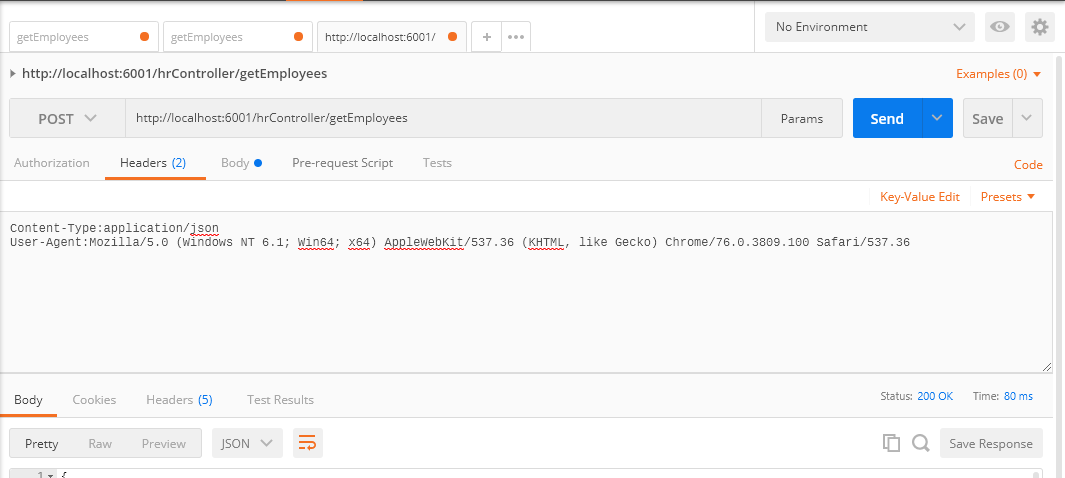 getEmployees
getEmployees
http://localhost:6001/
+
•••
No Environment
http://localhost:6001/hrController/getEmployees
Examples (0)
POST
http://localhost:6001/hrController/getEmployees
Params
Send
Save
Authorization
Headers (2)
Body
Pre-request Script
Tests
Code
Key-Value Edit
Presets
Content-Type:application/json
User-Agent:Mozilla/5.0 (Windows NT 6.1; Win64; x64) AppleWebKit/537.36 (KHTML, like Gecko) Chrome/76.0.3809.100 Safari/537.36
Body
Cookies
Headers (5)
Test Results
Status: 200 OK
Time: 80 ms
Pretty
Raw
Preview
JSON
Save Response
1 {